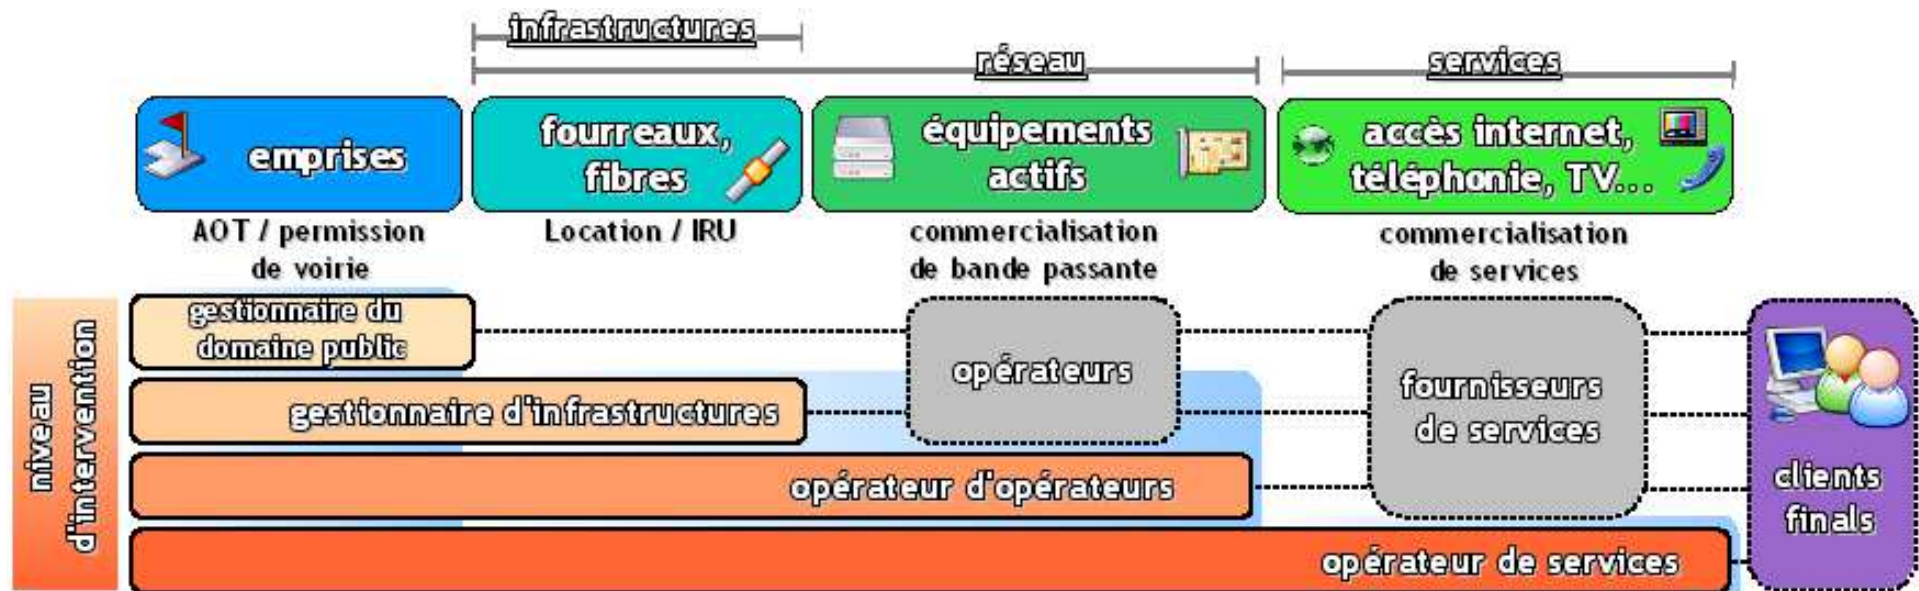 infrastructures
réseau
services
emprises
fourreaux,
fibres
équipements
actifs
accès internet,
téléphonie, TV...
AOT / permission
de voirie
Location / IRU
commercialisation
de bande passante
commercialisation
de services
niveau
d'intervention
gestionnaire du
domaine public
gestionnaire d'infrastructures
opérateur d'opérateurs
opérateur de services
opérateurs
fournisseurs
de services
clients
finals